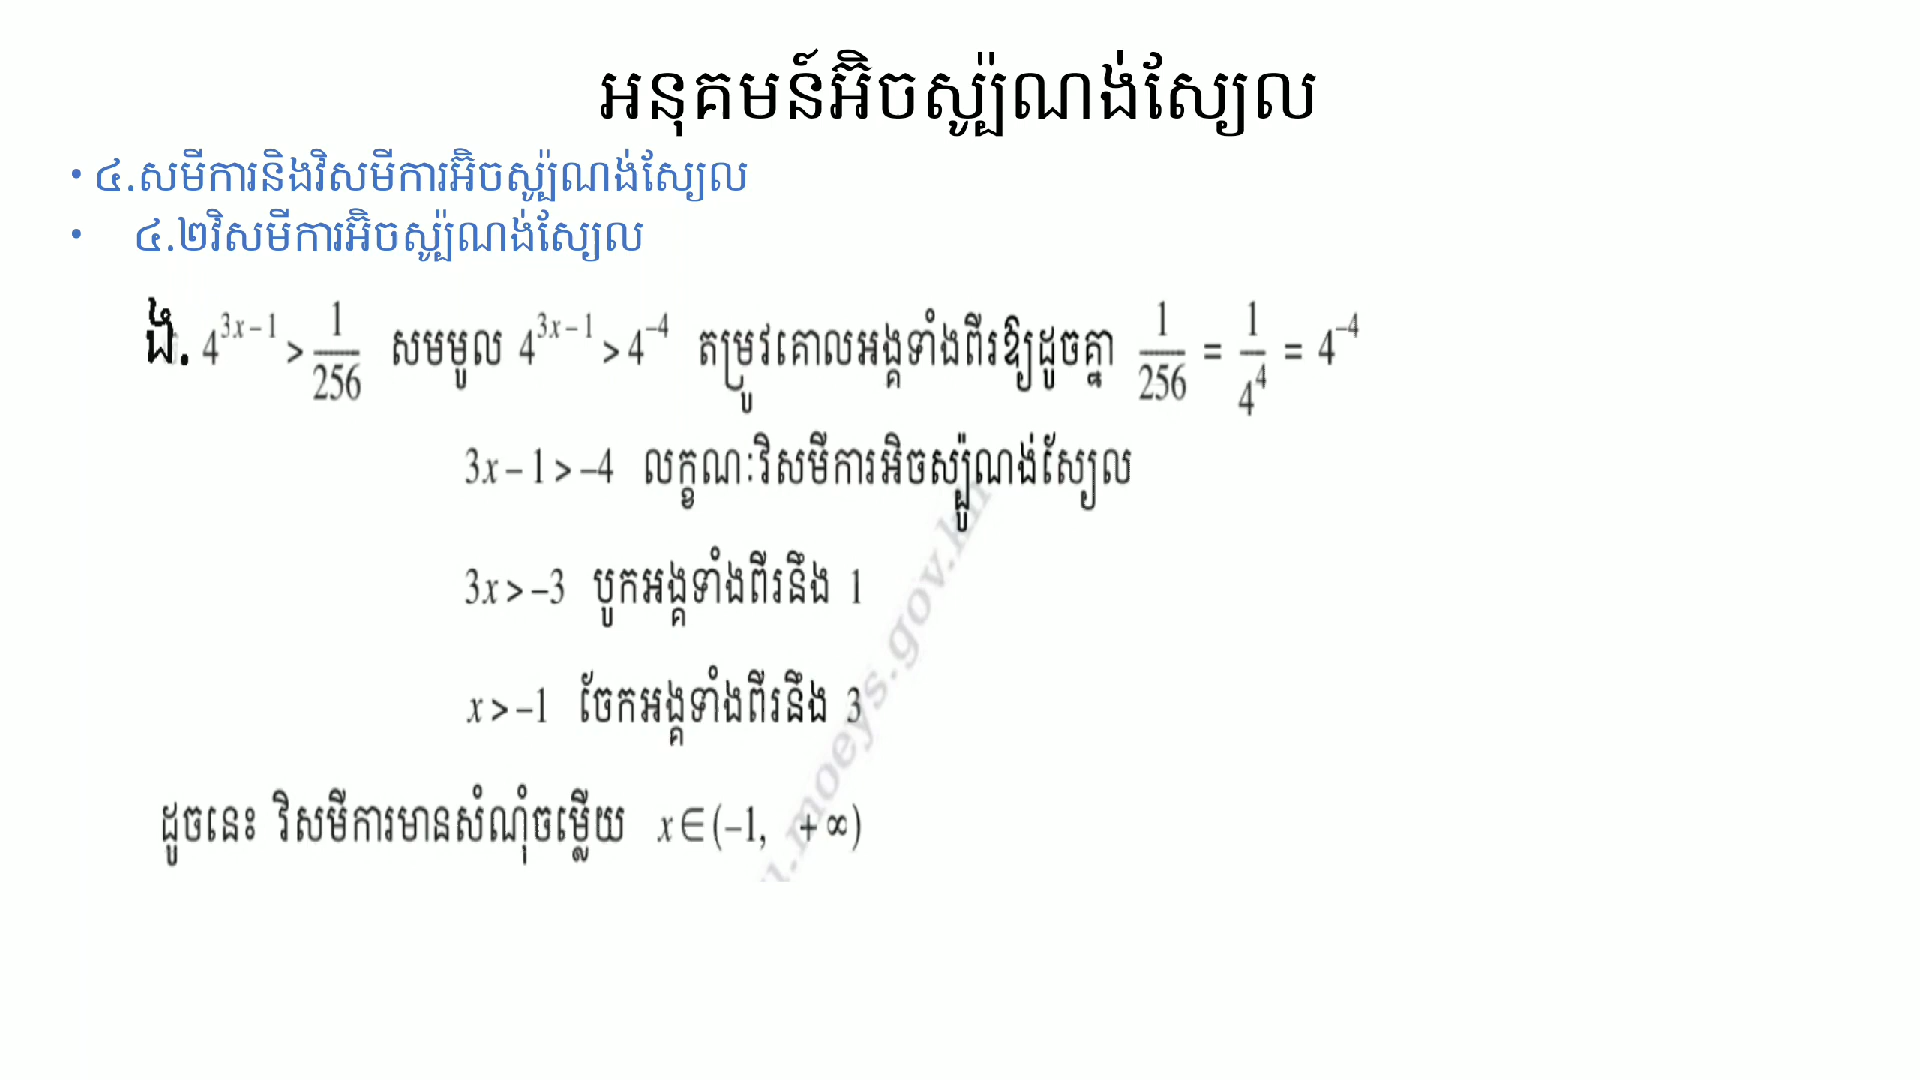 អនុគមន៍អ៊ិចស្ប៉ូណង់ស្យែល
• ៤.សមីការនិងវិសមីការអ៊ិចស្ប៉ូណង់ស្យែល
• ៤.២វិសមីការអ៊ិចស្ប៉ូណង់ស្យែល
ង. 4^{3x−1} > 1/256 សមមូល 4^{3x−1} > 4^{−4} តម្រូវគោលអង្គទាំងពីរឱ្យដូចគ្នា 1/256 = 1/4^4 = 4^{−4}
3x − 1 > −4 លក្ខណៈវិសមីការអិចស្ប៉ូណង់ស្យែល
3x > −3 បូកអង្គទាំងពីរនឹង 1
x > −1 ចែកអង្គទាំងពីរនឹង 3
ដូចនេះ វិសមីការមានសំណុំចម្លើយ x ∈ (−1, +∞)
.moeys.gov.kh